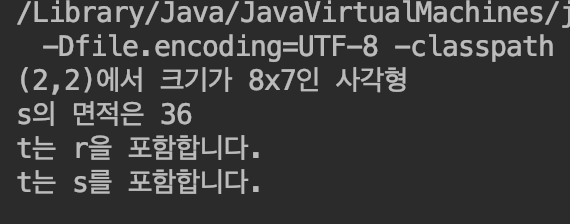 /Library/Java/JavaVirtualMachines/j
-Dfile.encoding=UTF-8 -classpath
(2,2)에서 크기가 8x7인 사각형
s의 면적은 36
t는 r을 포함합니다.
t는 s를 포함합니다.